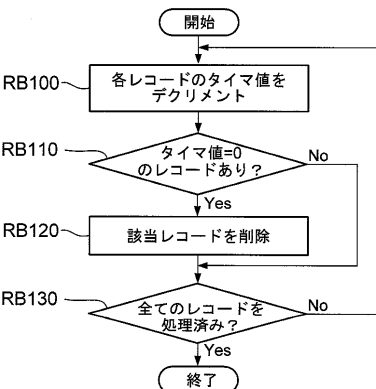 開始
RB100
各レコードのタイマ値を
デクリメント
RB110
タイマ値=0
のレコードあり？
No
Yes
RB120
該当レコードを削除
RB130
全てのレコードを
処理済み？
No
Yes
終了